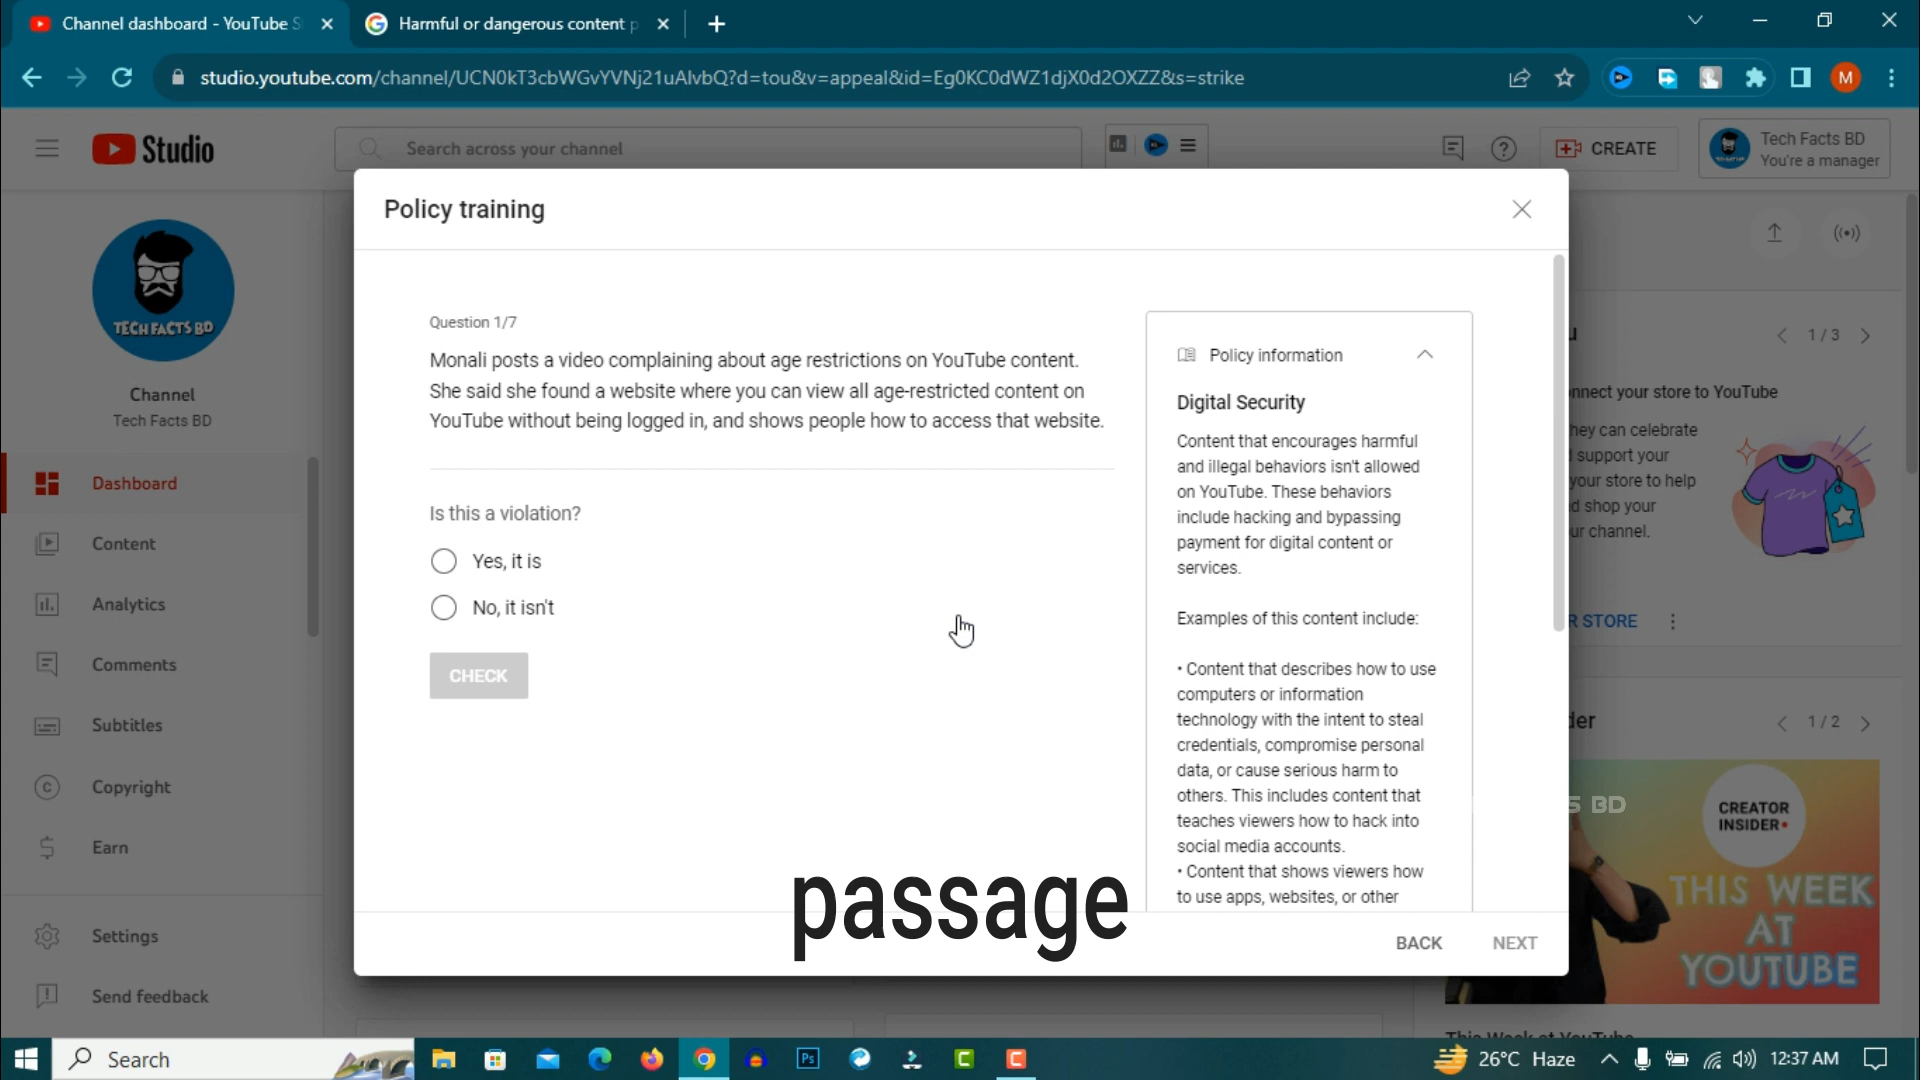 Channel dashboard - YouTube S
Harmful or dangerous content p
studio.youtube.com/channel/UCN0kT3cbWGvYVNj21uAlvbQ?d=tou&v=appeal&id=Eg0KC0dWZ1djX0d2OXZZ&s=strike
M
Studio
Search across your channel
CREATE
Tech Facts BD
You're a manager
Policy training
TECH FACTS BD
Channel
Tech Facts BD
Dashboard
Content
Analytics
Comments
Subtitles
Copyright
Earn
Settings
Send feedback
Question 1/7
Monali posts a video complaining about age restrictions on YouTube content.
She said she found a website where you can view all age-restricted content on
YouTube without being logged in, and shows people how to access that website.
Is this a violation?
Yes, it is
No, it isn't
CHECK
Policy information
Digital Security
Content that encourages harmful
and illegal behaviors isn't allowed
on YouTube. These behaviors
include hacking and bypassing
payment for digital content or
services.
Examples of this content include:
• Content that describes how to use
computers or information
technology with the intent to steal
credentials, compromise personal
data, or cause serious harm to
others. This includes content that
teaches viewers how to hack into
social media accounts.
• Content that shows viewers how
to use apps, websites, or other
passage
BACK
NEXT
u
1 / 3
nnect your store to YouTube
hey can celebrate
support your
your store to help
d shop your
ur channel.
R STORE
der
1 / 2
S BD
CREATOR
INSIDER
THIS WEEK
AT
YOUTUBE
This Week at YouTube
Search
Ps
26°C Haze
12:37 AM